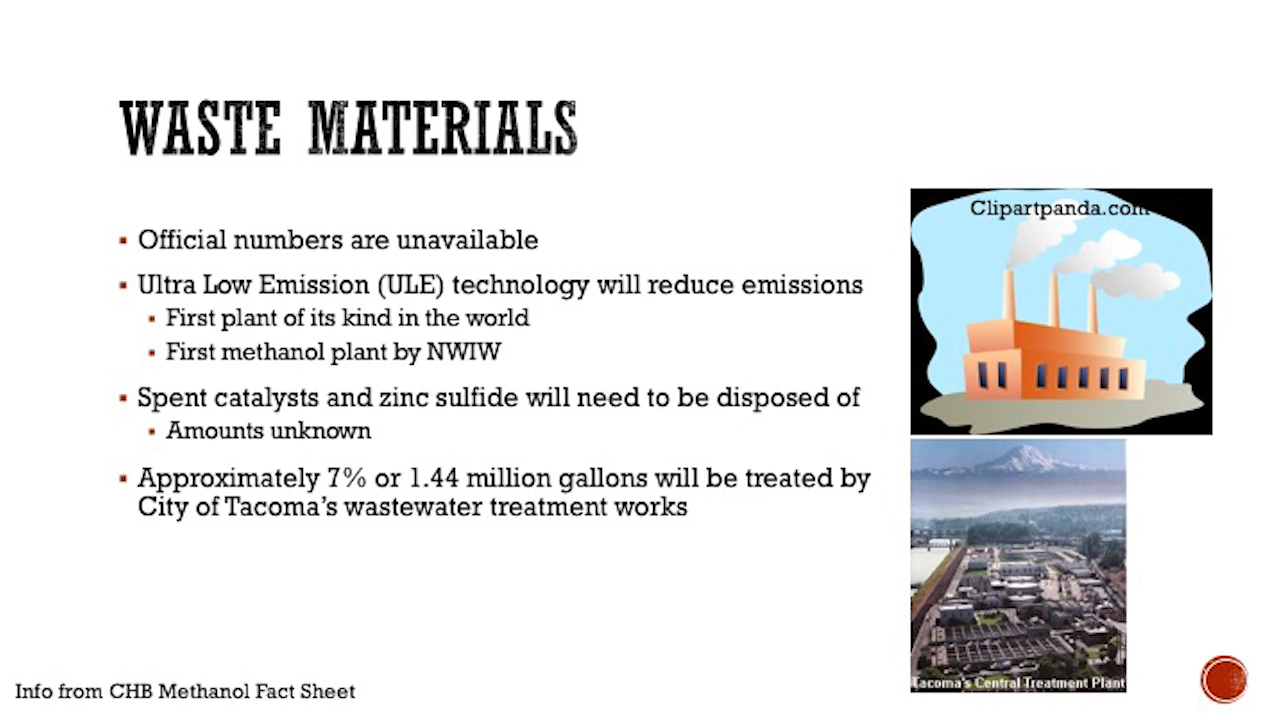 WASTE MATERIALS
Clipartpanda.com
▪ Official numbers are unavailable
▪ Ultra Low Emission (ULE) technology will reduce emissions
▪ First plant of its kind in the world
▪ First methanol plant by NWIW
▪ Spent catalysts and zinc sulfide will need to be disposed of
▪ Amounts unknown
▪ Approximately 7% or 1.44 million gallons will be treated by
City of Tacoma's wastewater treatment works
Tacoma's Central Treatment Plant
Info from CHB Methanol Fact Sheet